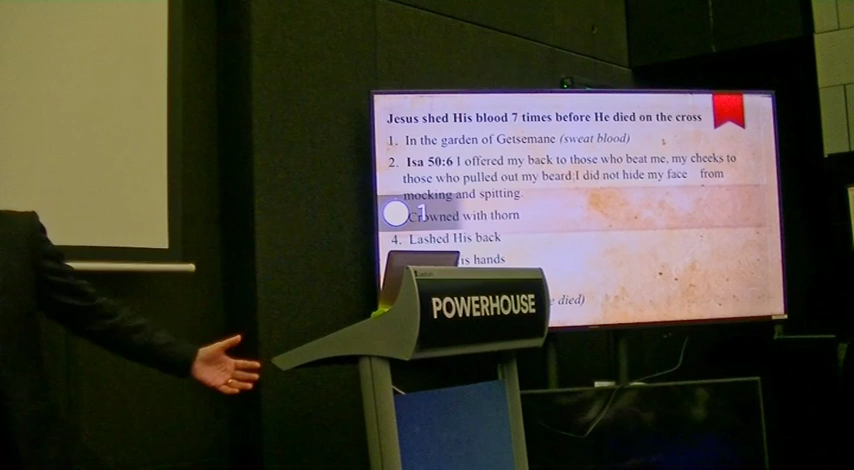 Jesus shed His blood 7 times before He died on the cross
1. In the garden of Getsemane (sweat blood)
2. Isa 50:6 I offered my back to those who beat me, my cheeks to
those who pulled out my beard I did not hide my face from
mocking and spitting.
1
Crowned with thorn
4. Lashed His back
is hands
died)
POWERHOUSE